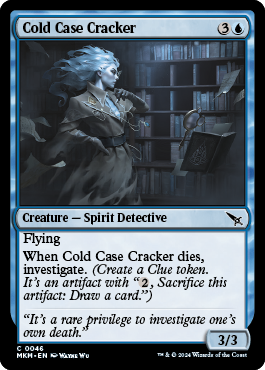 Cold Case Cracker 3
Creature — Spirit Detective
Flying
When Cold Case Cracker dies,
investigate. (Create a Clue token.
It's an artifact with "2, Sacrifice this
artifact: Draw a card.")
"It's a rare privilege to investigate one's
own death."
3/3
C 0046
MKM • EN Wayne Wu
™ & © 2024 Wizards of the Coast